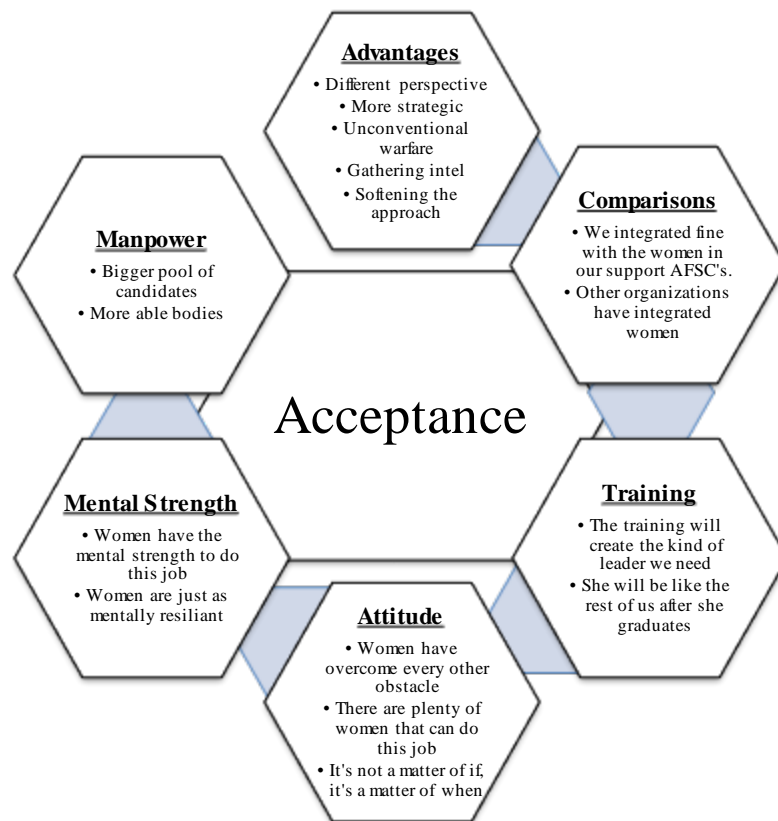 Advantages
• Different perspective
• More strategic
• Unconventional
warfare
• Gathering intel
• Softening the
approach
Comparisons
• We integrated fine
with the women in
our support AFSC's.
• Other organizations
have integrated
women
Training
• The training will
create the kind of
leader we need
• She will be like the
rest of us after she
graduates
Attitude
• Women have
overcome every other
obstacle
• There are plenty of
women that can do
this job
• It's not a matter of if,
it's a matter of when
Mental Strength
• Women have the
mental strength to do
this job
• Women are just as
mentally resiliant
Manpower
• Bigger pool of
candidates
• More able bodies
Acceptance